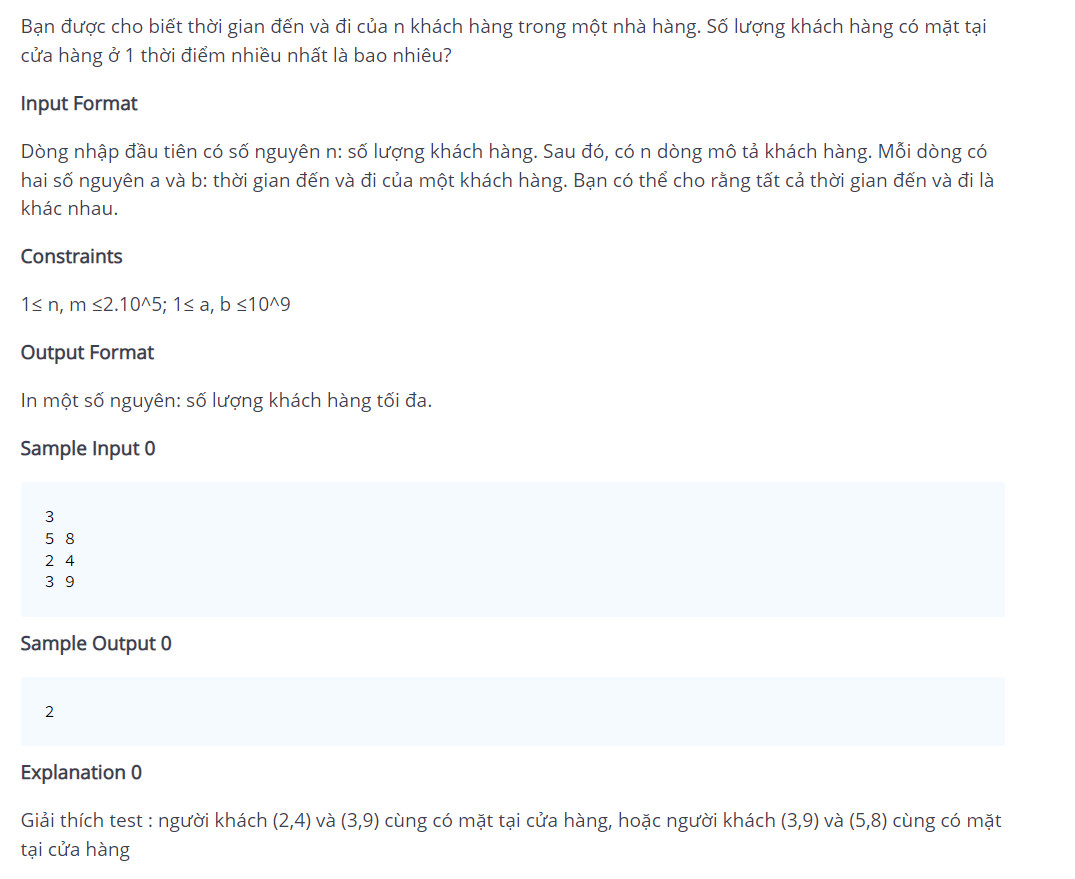 Bạn được cho biết thời gian đến và đi của n khách hàng trong một nhà hàng. Số lượng khách hàng có mặt tại
cửa hàng ở 1 thời điểm nhiều nhất là bao nhiêu?
Input Format
Dòng nhập đầu tiên có số nguyên n: số lượng khách hàng. Sau đó, có n dòng mô tả khách hàng. Mỗi dòng có
hai số nguyên a và b: thời gian đến và đi của một khách hàng. Bạn có thể cho rằng tất cả thời gian đến và đi là
khác nhau.
Constraints
1≤ n, m ≤2.10^5; 1≤ a, b ≤10^9
Output Format
In một số nguyên: số lượng khách hàng tối đa.
Sample Input 0
3
5 8
2 4
3 9
Sample Output 0
2
Explanation 0
Giải thích test : người khách (2,4) và (3,9) cùng có mặt tại cửa hàng, hoặc người khách (3,9) và (5,8) cùng có mặt
tại cửa hàng